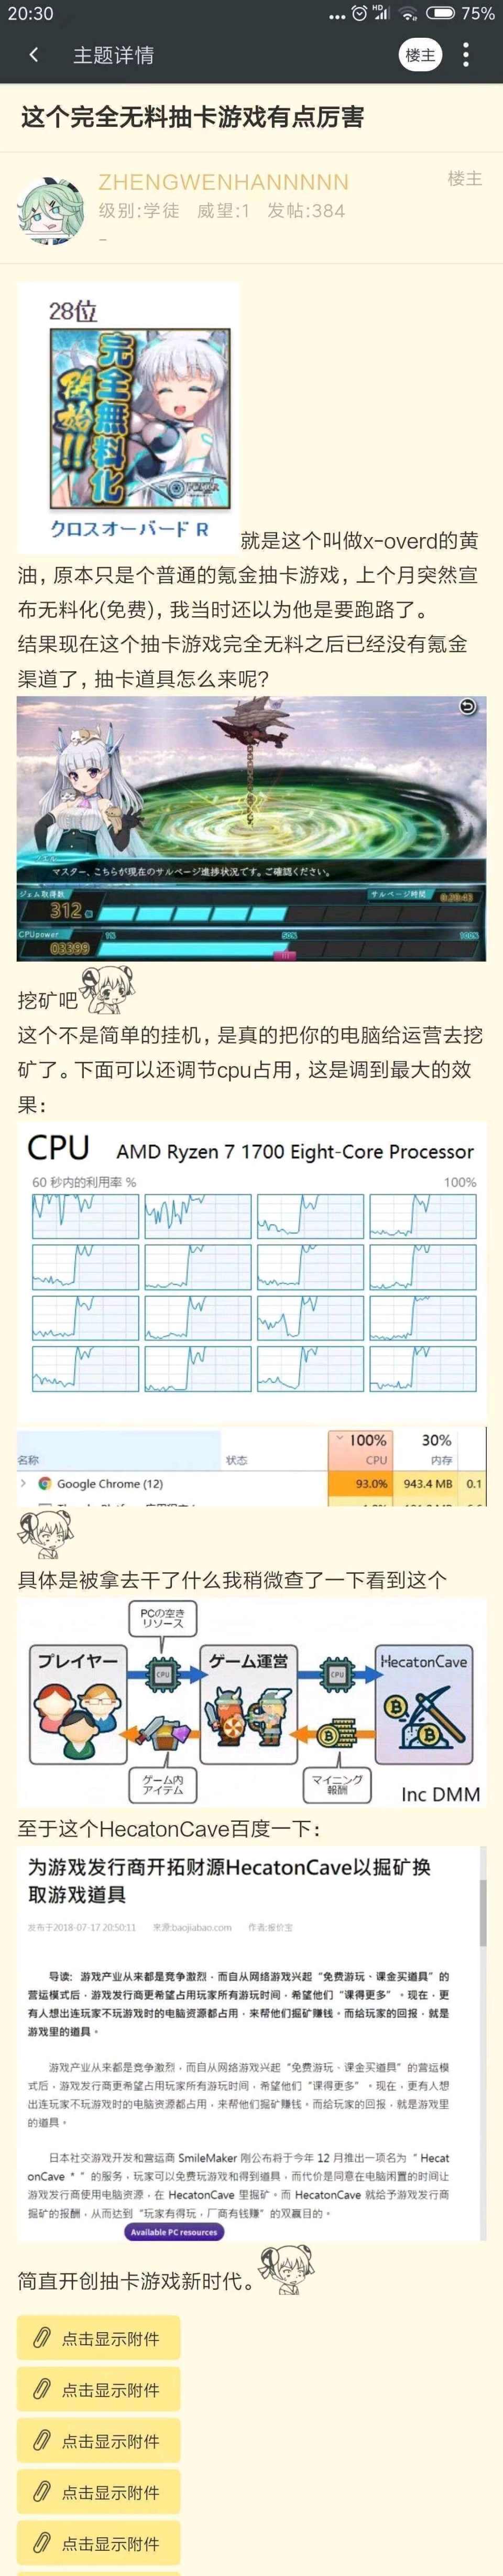 20:30
HD
75%
主题详情
楼主
这个完全无料抽卡游戏有点厉害
ZHENGWENHANNNNN
楼主
级别:学徒 威望:1 发帖:384
28位
完全無料化
開始!!
クロスオーバード R
就是这个叫做x-overd的黄
油，原本只是个普通的氪金抽卡游戏，上个月突然宣
布无料化(免费)，我当时还以为他是要跑路了。
结果现在这个抽卡游戏完全无料之后已经没有氪金
渠道了，抽卡道具怎么来呢?
マスター、こちらが現在のサルベージ進捗状況です。ご確認ください。
ジェム取得数
サルベージ時間
312
CPUpower
1%
50%
100%
03399
挖矿吧
这个不是简单的挂机，是真的把你的电脑给运营去挖
矿了。下面可以还调节cpu占用，这是调到最大的效
果：
CPU AMD Ryzen 7 1700 Eight-Core Processor
60 秒内的利用率 %
100%
100% 30%
名称 状态 CPU 内存
Google Chrome (12) 93.0% 943.4 MB 0.1
具体是被拿去干了什么我稍微查了一下看到这个
PCの空き
リソース
プレイヤー
CPU
ゲーム運営
CPU
HecatonCave
ゲーム内
アイテム
マイニング
報酬
Inc DMM
至于这个HecatonCave百度一下：
为游戏发行商开拓财源HecatonCave以掘矿换
取游戏道具
发布于2018-07-17 20:50:11 来源:baojiabao.com 作者:报价宝
导读: 游戏产业从来都是竞争激烈，而自从网络游戏兴起“免费游玩、课金买道具”的
营运模式后，游戏发行商更希望占用玩家所有游玩时间，希望他们“课得更多”。现在，更
有人想出连玩家不玩游戏时的电脑资源都占用，来帮他们掘矿赚钱。而给玩家的回报，就是
游戏里的道具。
游戏产业从来都是竞争激烈，而自从网络游戏兴起“免费游玩、课金买道具”的营运模
式后，游戏发行商更希望占用玩家所有游玩时间，希望他们“课得更多”。现在，更有人想
出连玩家不玩游戏时的电脑资源都占用，来帮他们掘矿赚钱。而给玩家的回报，就是游戏里
的道具。
日本社交游戏开发和营运商 SmileMaker 刚公布将于今年 12 月推出一项名为“ Hecat
onCave * ”的服务，玩家可以免费玩游戏和得到道具，而代价是同意在电脑闲置的时间让
游戏发行商使用电脑资源，在 HecatonCave 里掘矿。而 HecatonCave 就给予游戏发行商
掘矿的报酬，从而达到“玩家有得玩，厂商有钱赚”的双赢目的。
Available PC resources
简直开创抽卡游戏新时代。
点击显示附件
点击显示附件
点击显示附件
点击显示附件
点击显示附件